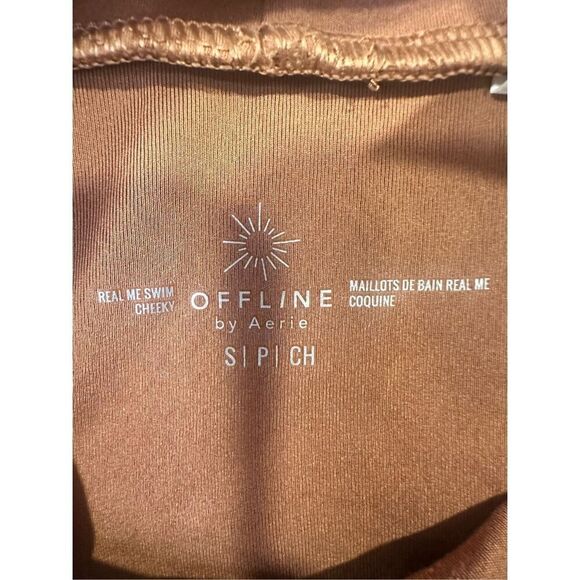 REAL ME SWIM
CHEEKY
OFFLINE
by Aerie
S | P | CH
MAILLOTS DE BAIN REAL ME
COQUINE